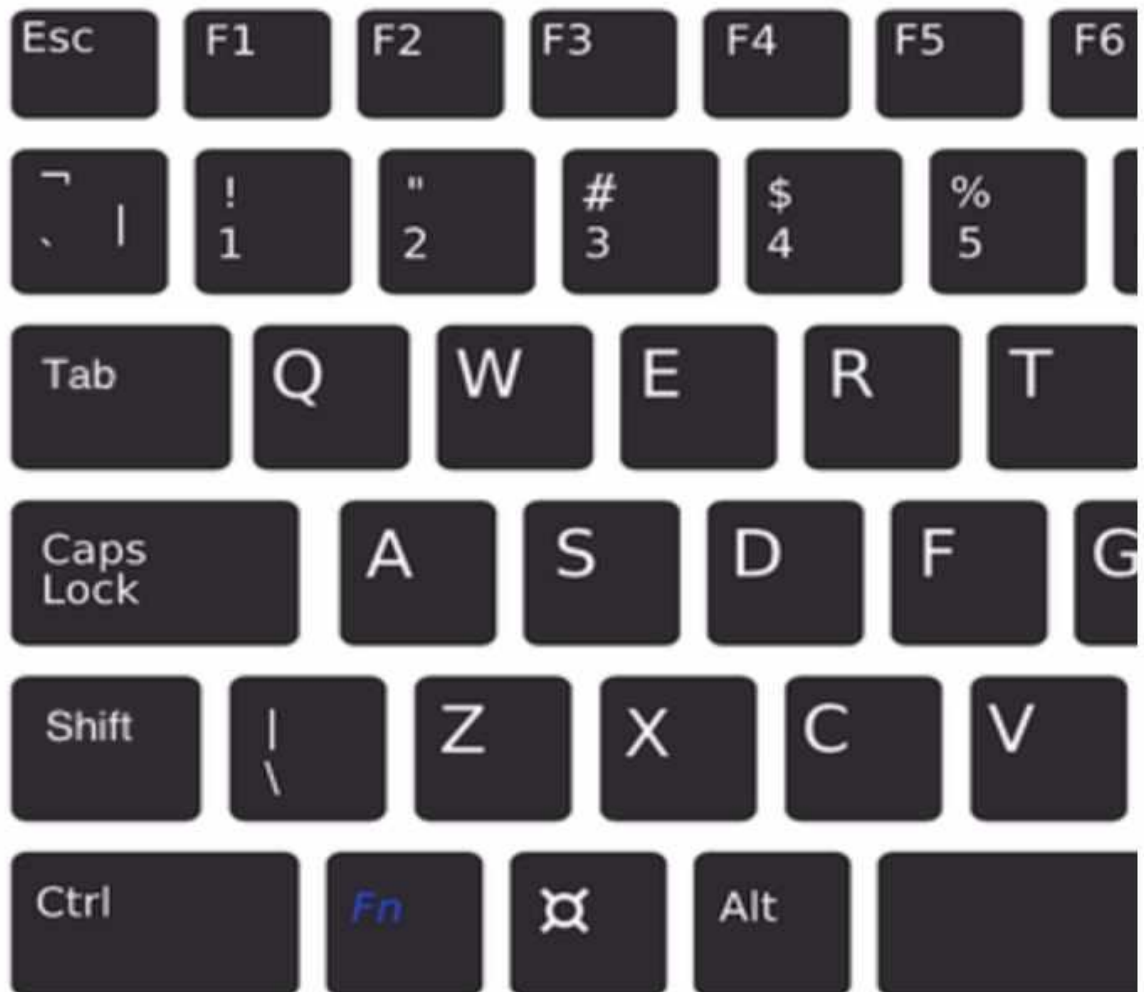 Esc F1 F2 F3 F4 F5 F6
¬ ! " # $ %
` | 1 2 3 4 5
Tab Q W E R T
Caps
Lock A S D F G
Shift | Z X C V
\
Ctrl Fn ¤ Alt